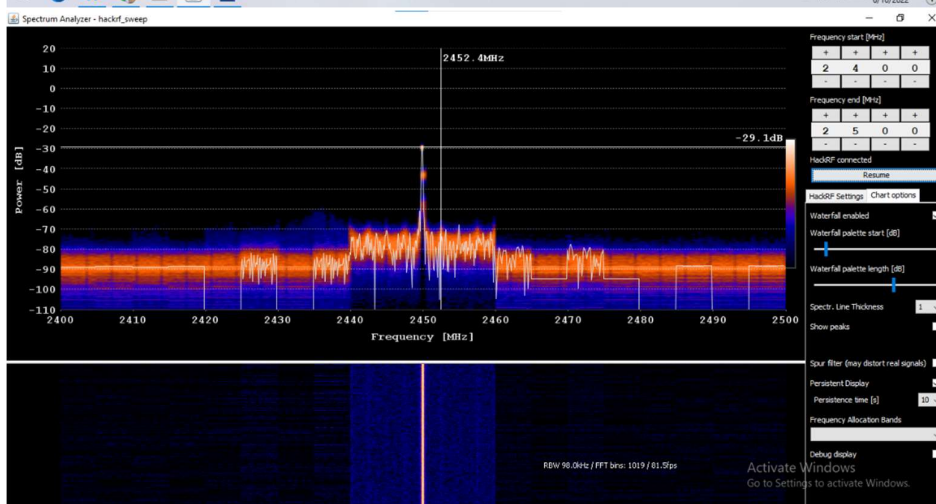 6/10/2022
Spectrum Analyzer - hackrf_sweep
2452.4MHz
20
10
0
-10
-20
-30
-40
-50
-60
-70
-80
-90
-100
-110
Power [dB]
-29.1dB
2400 2410 2420 2430 2440 2450 2460 2470 2480 2490 2500
Frequency [MHz]
RBW 98.0kHz / FFT bins: 1019 / 81.5fps
Frequency start [MHz]
+ + + +
2 4 0 0
- - - -
Frequency end [MHz]
+ + + +
2 5 0 0
- - - -
HackRF connected
Resume
HackRF Settings Chart options
Waterfall enabled
Waterfall palette start [dB]
Waterfall palette length [dB]
Spectr. Line Thickness 1
Show peaks
Spur filter (may distort real signals)
Persistent Display
Persistence time [s] 10
Frequency Allocation Bands
Debug display
Activate Windows
Go to Settings to activate Windows.